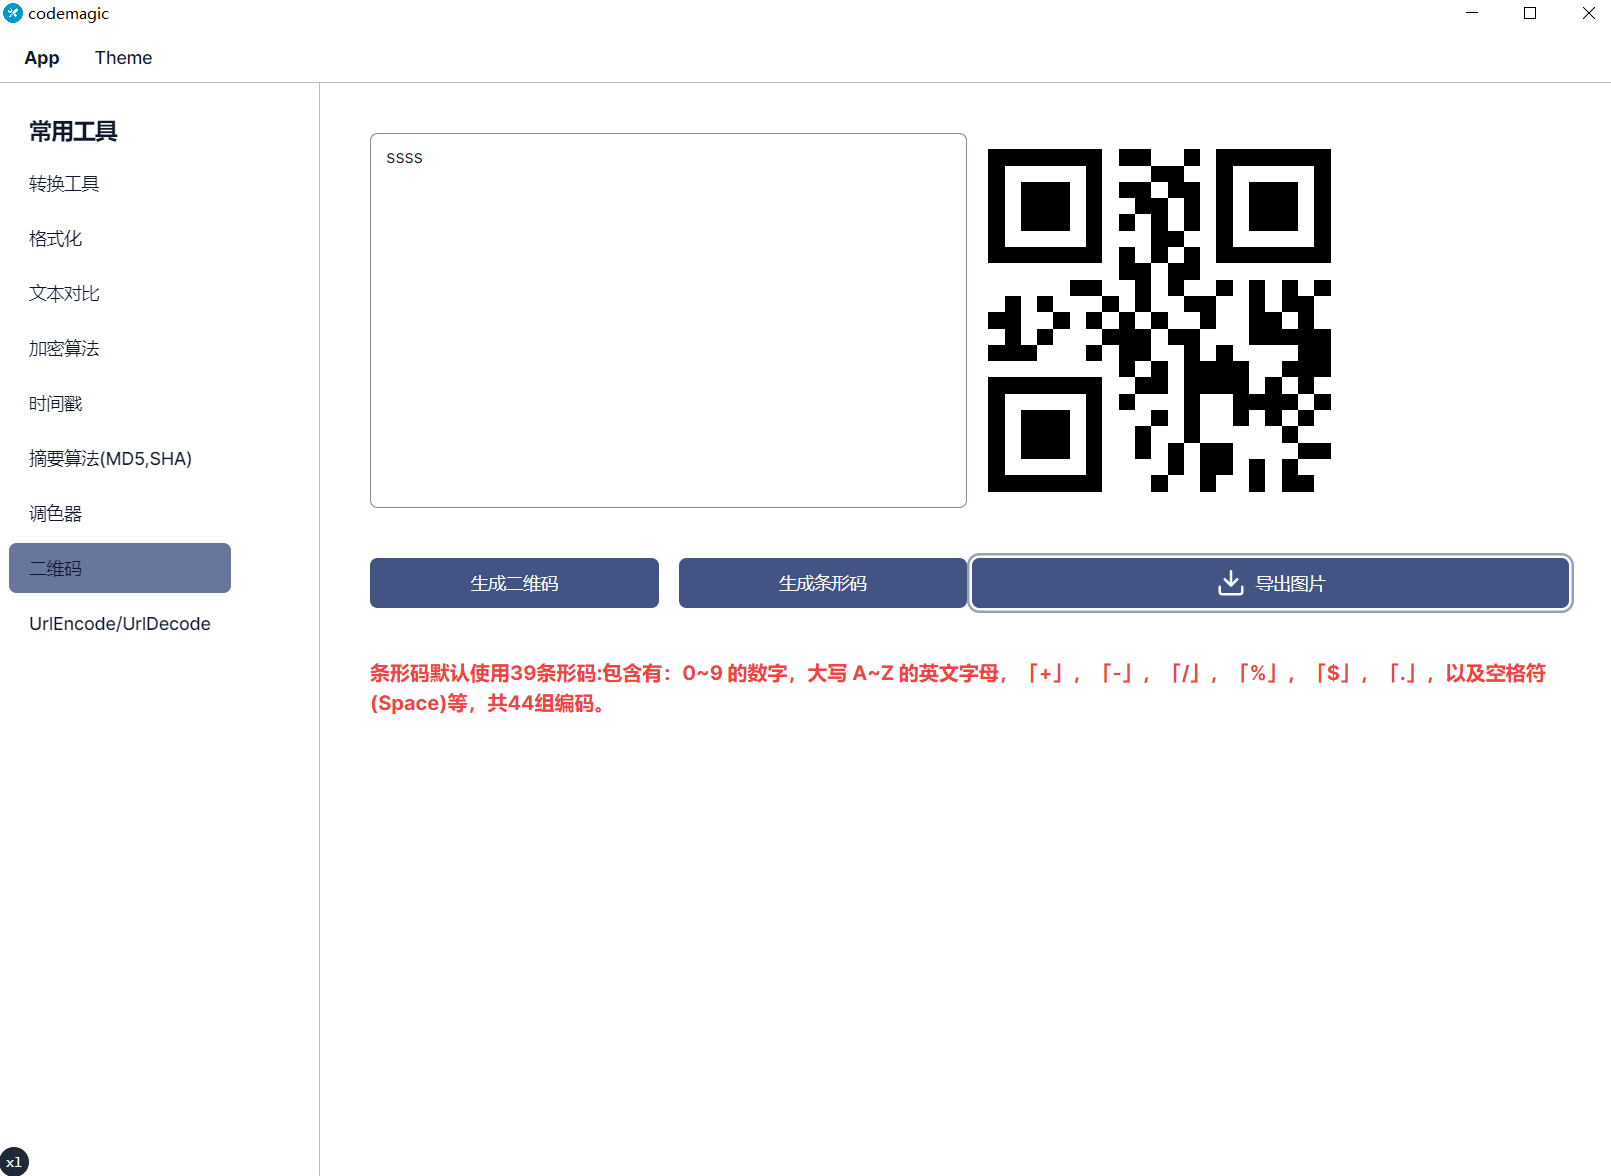 codemagic
App Theme
常用工具
转换工具
格式化
文本对比
加密算法
时间戳
摘要算法(MD5,SHA)
调色器
二维码
UrlEncode/UrlDecode
ssss
生成二维码 生成条形码 导出图片
条形码默认使用39条形码:包含有：0~9 的数字，大写 A~Z 的英文字母，「+」,「-」,「/」,「%」,「$」,「.」, 以及空格符
(Space)等，共44组编码。
xl